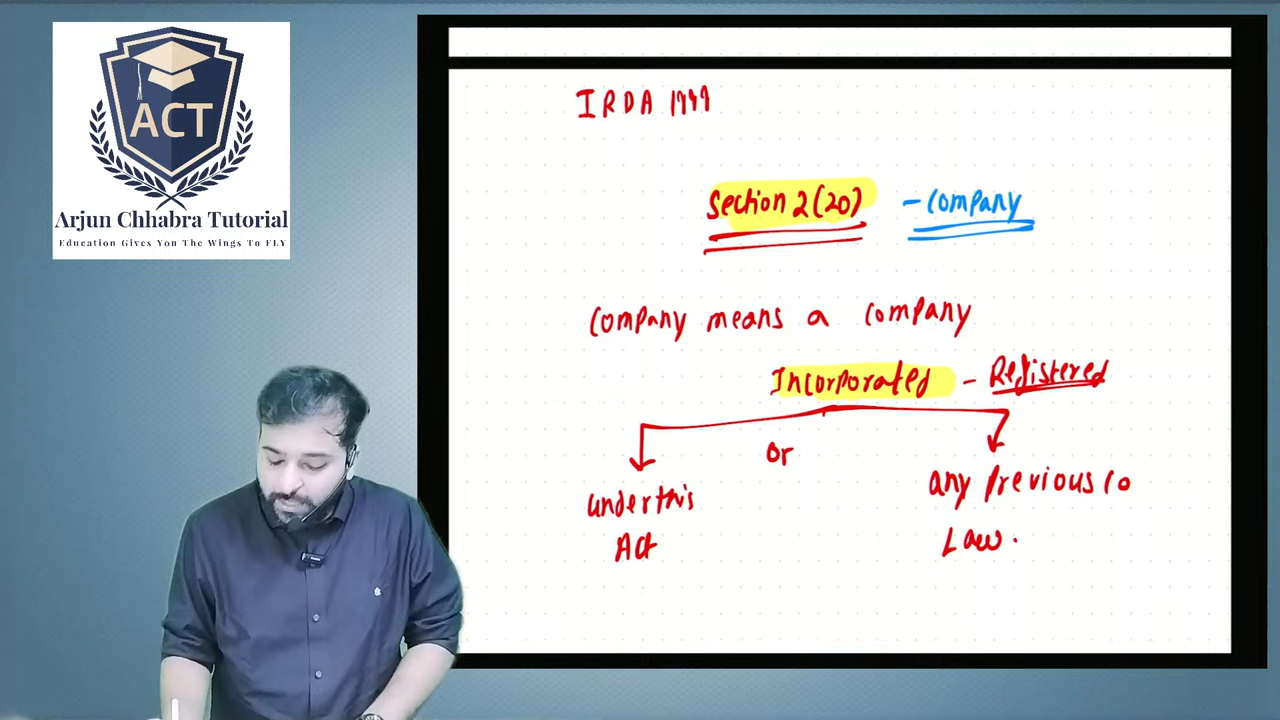 ACT
Arjun Chhabra Tutorial
Education Gives You The Wings To FLY
IRDA 1999
Section 2(20) - Company
Company means a company
Incorporated - Registered
or
under this
Act
any previous Co
Law.